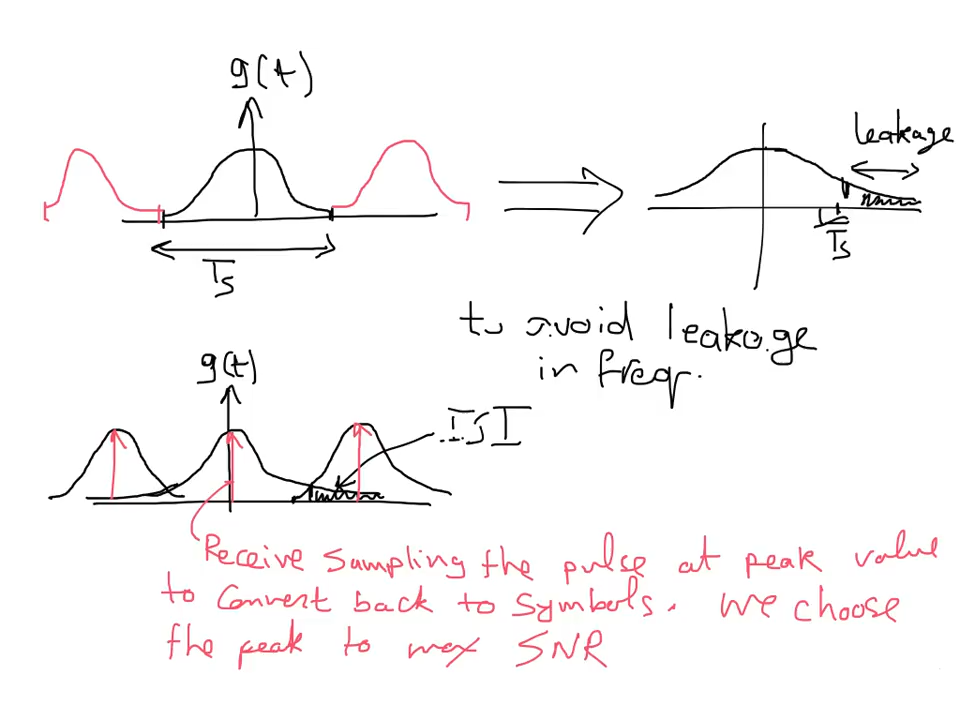 g(t)
leakage
Ts
Ts
to avoid leakage
in freq.
g(t)
ISI
Receive sampling the pulse at peak value
to convert back to symbols. We choose
the peak to max SNR